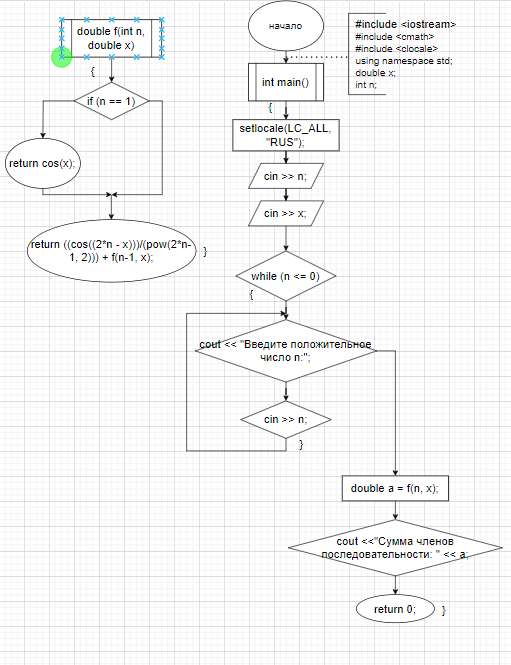 double f(int n,
double x)
{
if (n == 1)
return cos(x);
return ((cos((2*n - x)))/(pow(2*n-
1, 2))) + f(n-1, x);
}
начало
#include <iostream>
#include <cmath>
#include <clocale>
using namespace std;
double x;
int n;
int main()
{
setlocale(LC_ALL,
"RUS");
cin >> n;
cin >> x;
while (n <= 0)
{
cout << "Введите положительное
число n:";
cin >> n;
}
double a = f(n, x);
cout <<"Сумма членов
последовательности: " << a;
return 0;
}